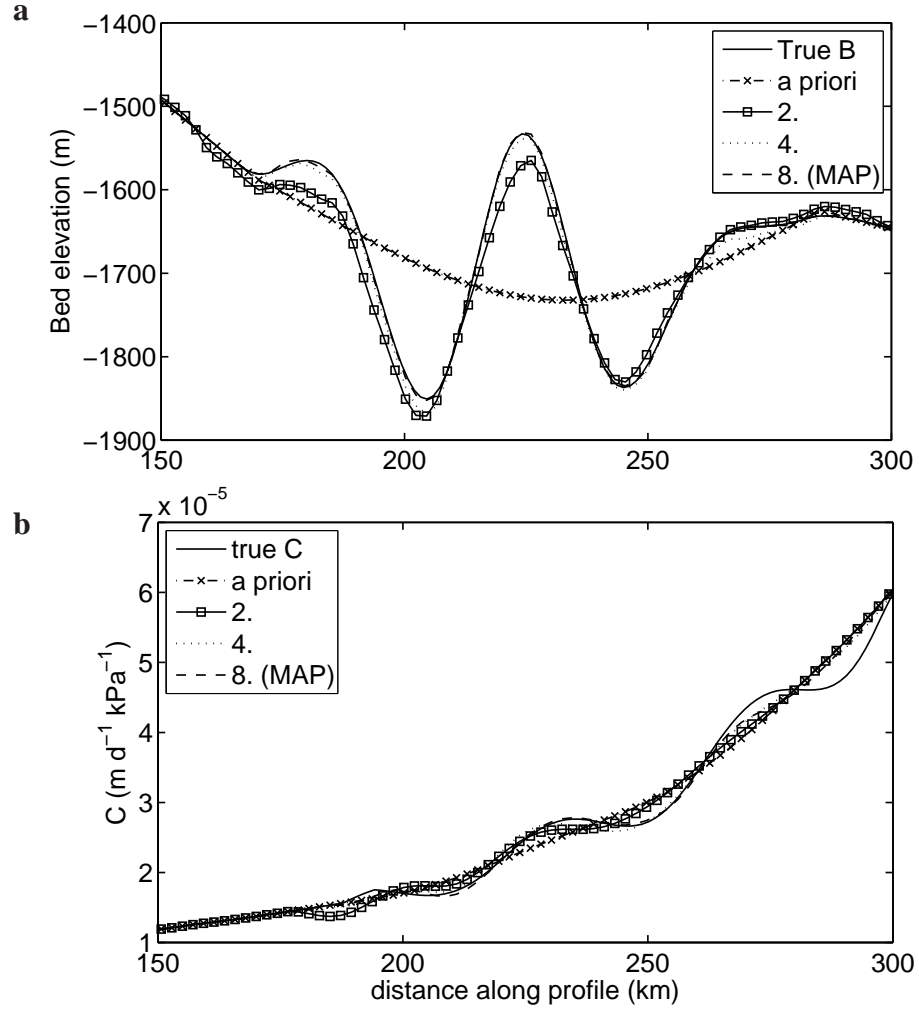 a
−1400
−1500
−1600
−1700
−1800
−1900
Bed elevation (m)
True B
a priori
2.
4.
8. (MAP)
150 200 250 300
b
x 10−5
7
6
5
4
3
2
1
C (m d−1 kPa−1)
true C
a priori
2.
4.
8. (MAP)
150 200 250 300
distance along profile (km)